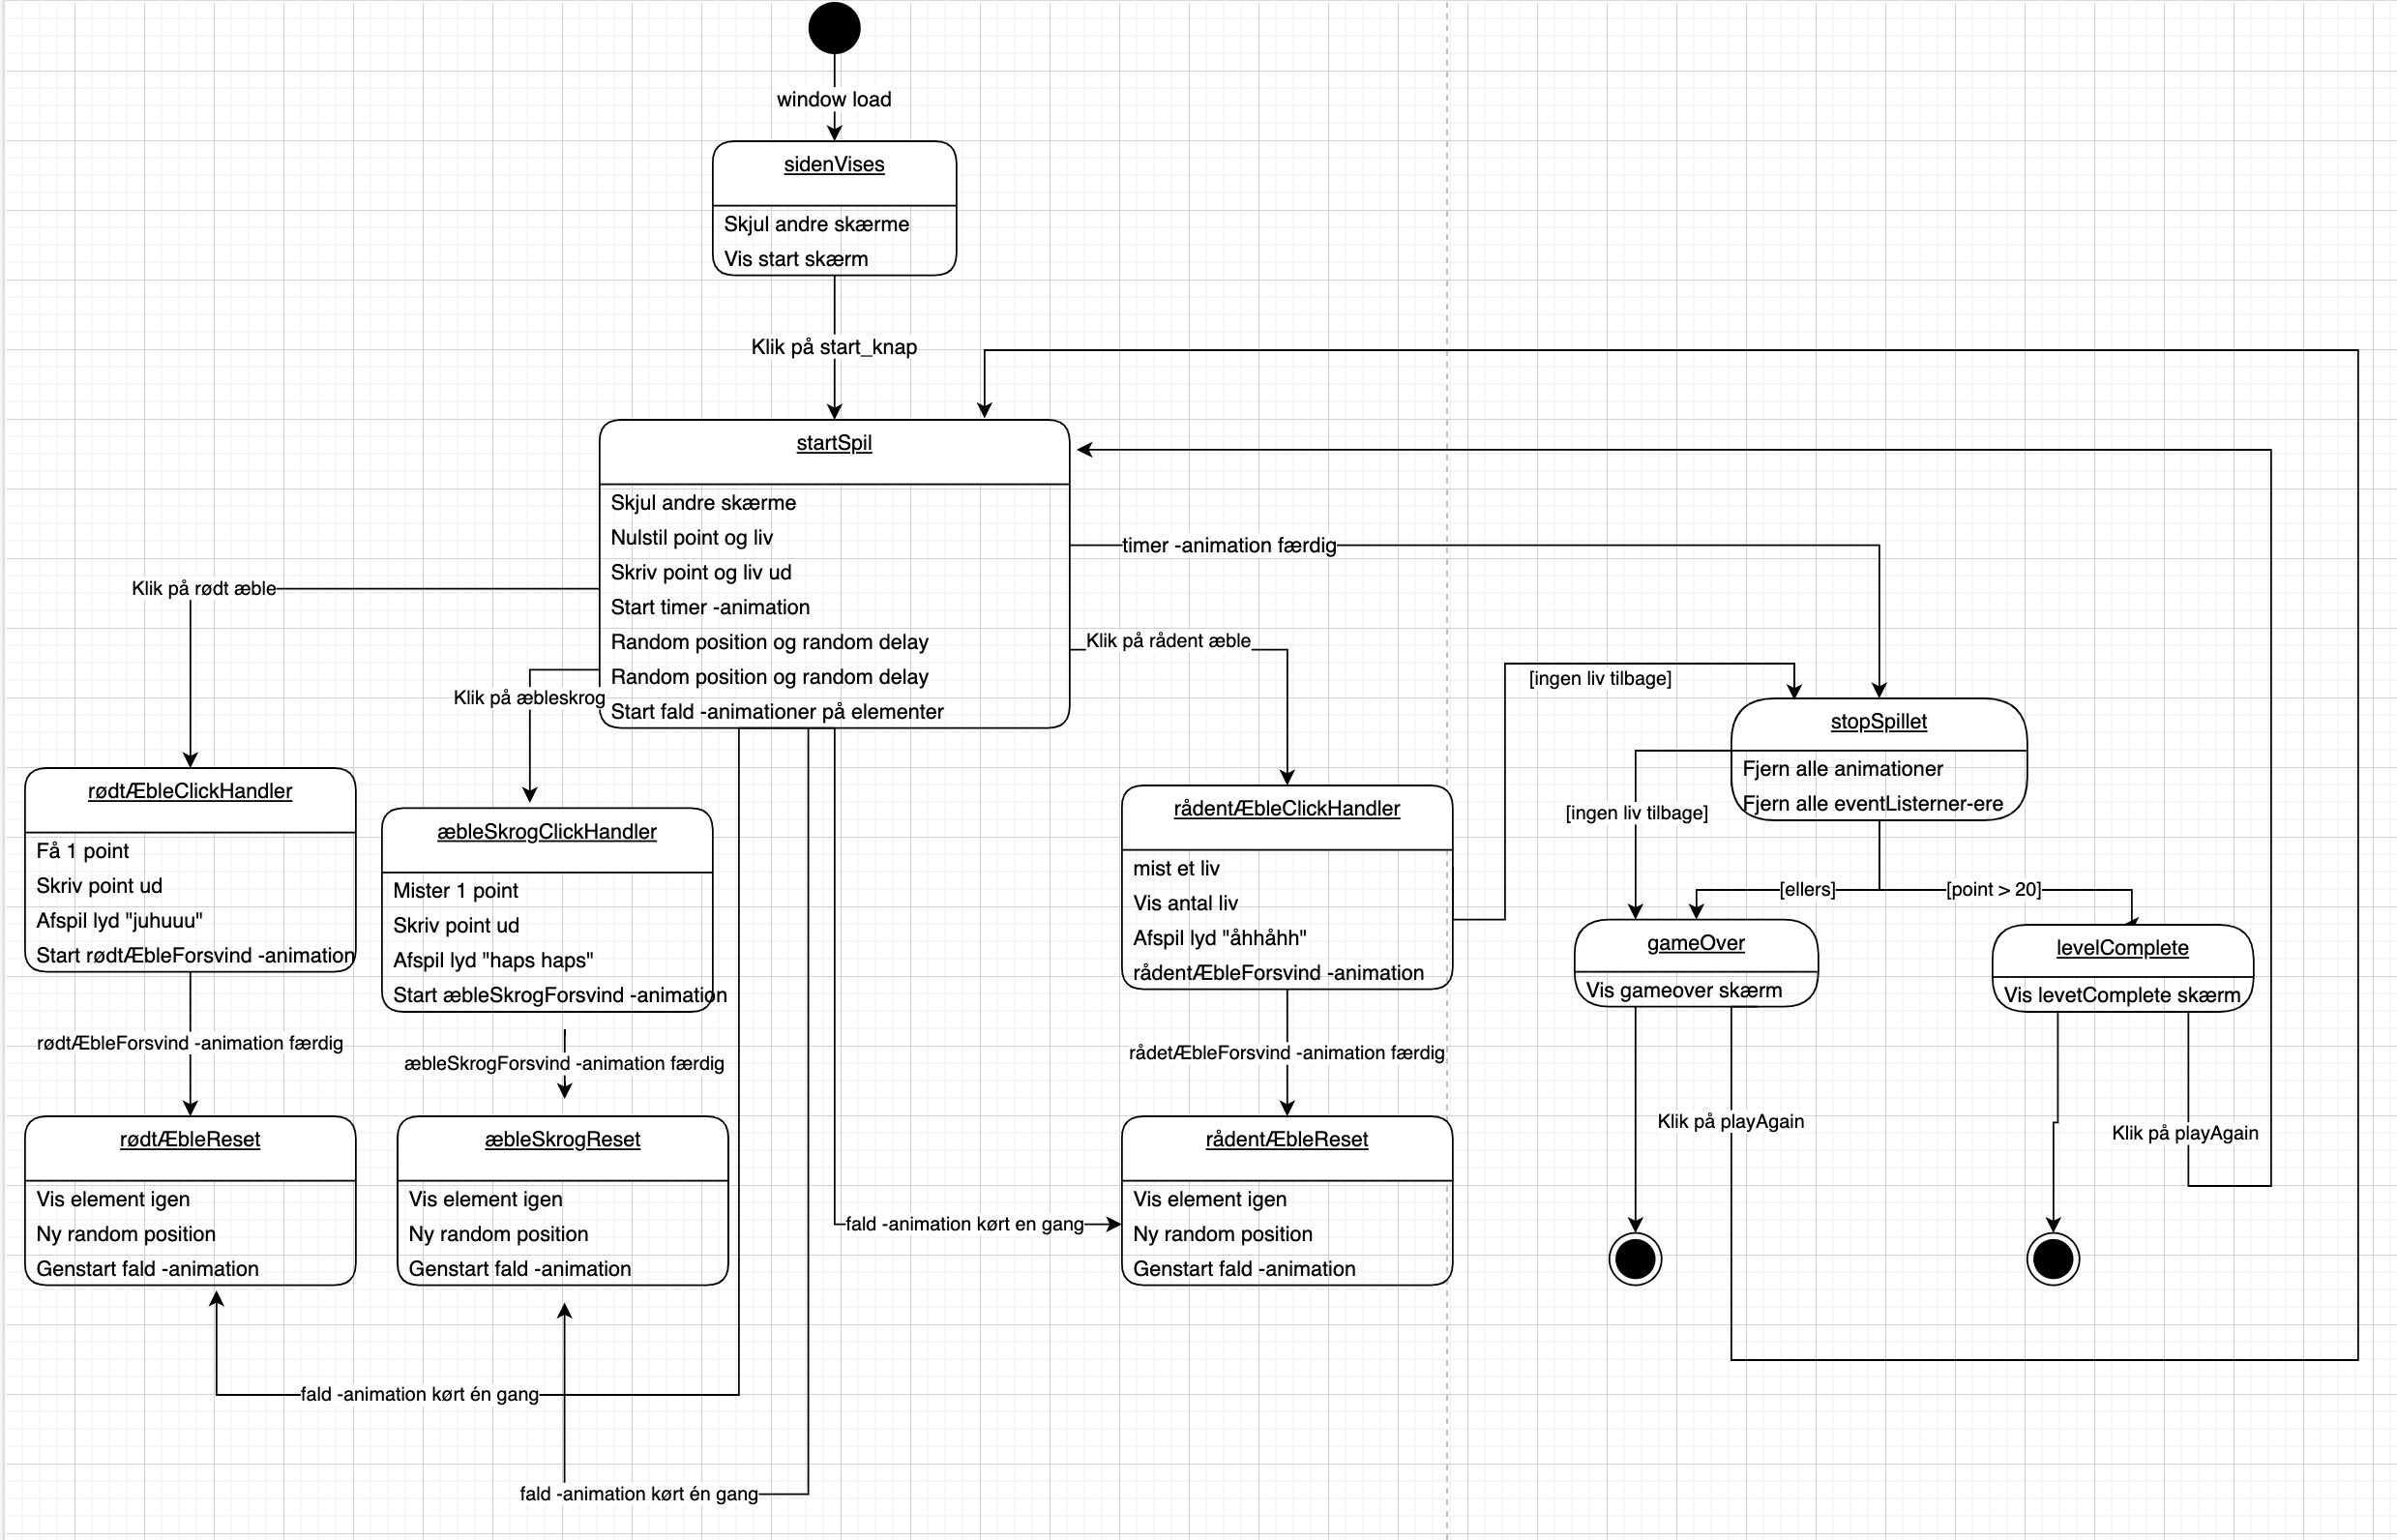 window load
sidenVises
Skjul andre skærme
Vis start skærm
Klik på start_knap
startSpil
Skjul andre skærme
Nulstil point og liv
Skriv point og liv ud
Start timer -animation
Random position og random delay
Random position og random delay
Start fald -animationer på elementer
timer -animation færdig
Klik på rødt æble
Klik på rådent æble
Klik på æbleskrog
[ingen liv tilbage]
stopSpillet
Fjern alle animationer
Fjern alle eventListerner-ere
rødtÆbleClickHandler
Få 1 point
Skriv point ud
Afspil lyd "juhuuu"
Start rødtÆbleForsvind -animation
æbleSkrogClickHandler
Mister 1 point
Skriv point ud
Afspil lyd "haps haps"
Start æbleSkrogForsvind -animation
rådentÆbleClickHandler
mist et liv
Vis antal liv
Afspil lyd "åhhåhh"
rådentÆbleForsvind -animation
[ingen liv tilbage]
[ellers]
[point > 20]
gameOver
Vis gameover skærm
levelComplete
Vis levetComplete skærm
rødtÆbleForsvind -animation færdig
æbleSkrogForsvind -animation færdig
rådetÆbleForsvind -animation færdig
Klik på playAgain
Klik på playAgain
rødtÆbleReset
Vis element igen
Ny random position
Genstart fald -animation
æbleSkrogReset
Vis element igen
Ny random position
Genstart fald -animation
fald -animation kørt en gang
rådentÆbleReset
Vis element igen
Ny random position
Genstart fald -animation
fald -animation kørt én gang
fald -animation kørt én gang